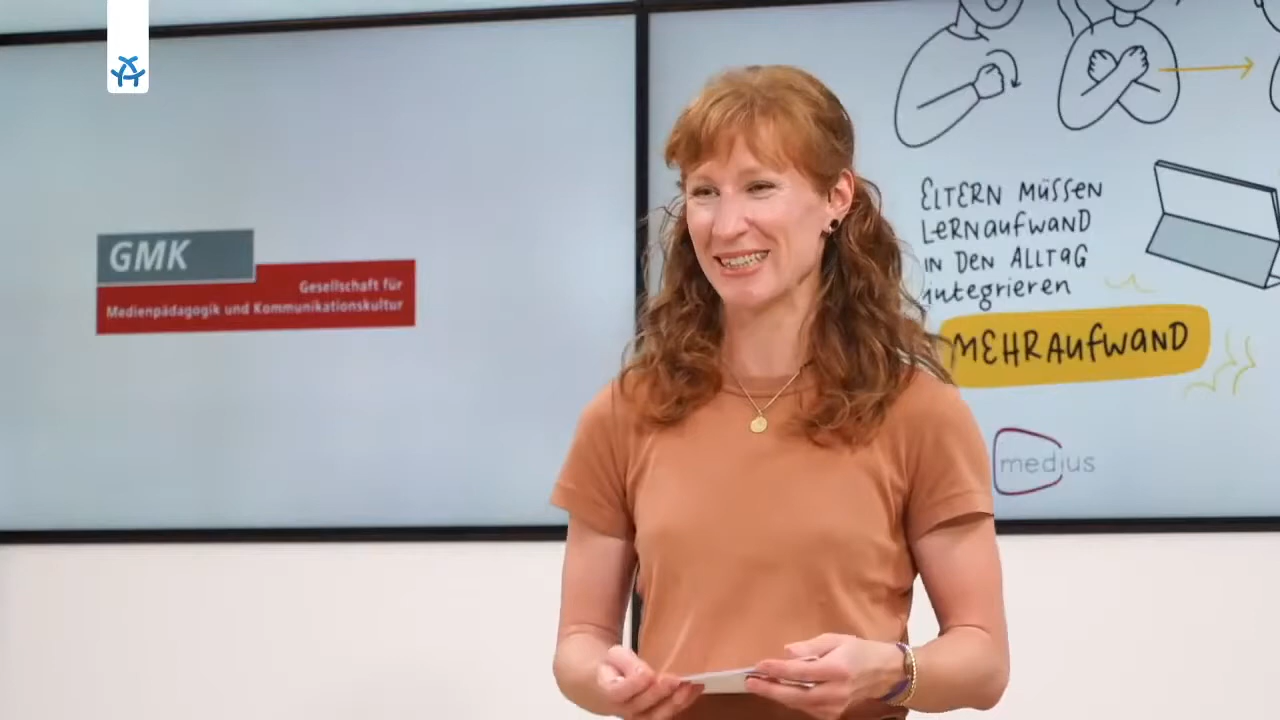 GMK
Gesellschaft für
Medienpädagogik und Kommunikationskultur
ELTERN MÜSSEN
LERNAUFWAND
IN DEN ALLTAG
integrieren
MEHRAUFWAND
medius